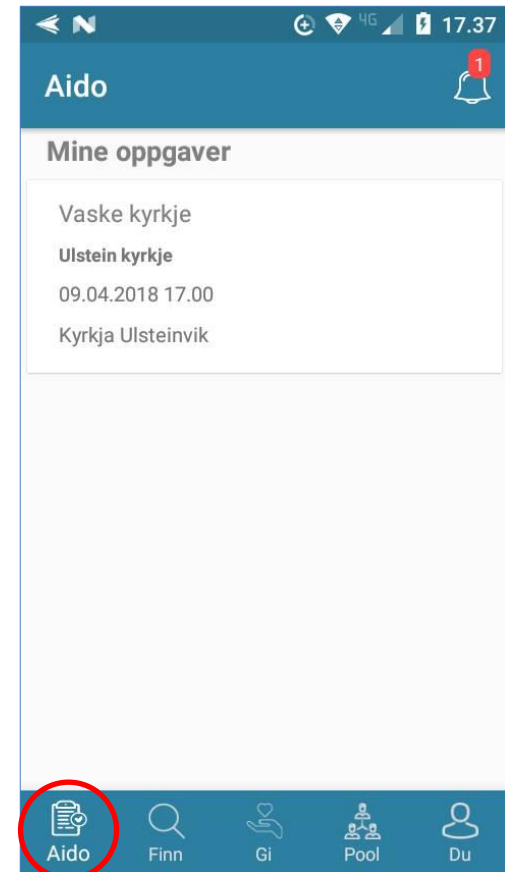 4G 17.37
Aido
1
Mine oppgaver
Vaske kyrkje
Ulstein kyrkje
09.04.2018 17.00
Kyrkja Ulsteinvik
Aido Finn Gi Pool Du